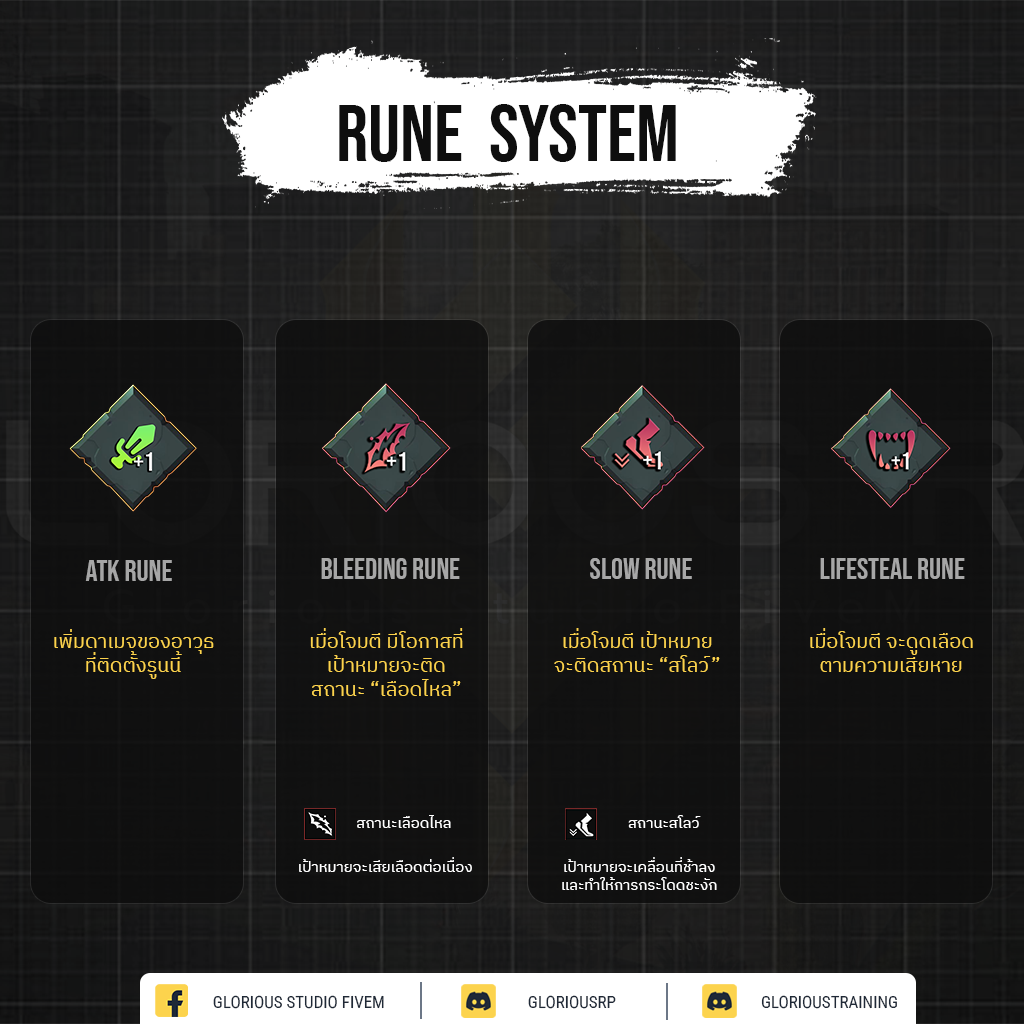 RUNE SYSTEM
+1
ATK RUNE
เพิ่มดาเมจของอาวุธ
ที่ติดตั้งรูนนี้
+1
BLEEDING RUNE
เมื่อโจมตี มีโอกาสที่
เป้าหมายจะติด
สถานะ “เลือดไหล”
สถานะเลือดไหล
เป้าหมายจะเสียเลือดต่อเนื่อง
+1
SLOW RUNE
เมื่อโจมตี เป้าหมาย
จะติดสถานะ “สโลว์”
สถานะสโลว์
เป้าหมายจะเคลื่อนที่ช้าลง
และทำให้การกระโดดชะงัก
+1
LIFESTEAL RUNE
เมื่อโจมตี จะดูดเลือด
ตามความเสียหาย
GLORIOUS STUDIO FIVEM
GLORIOUSRP
GLORIOUSTRAINING